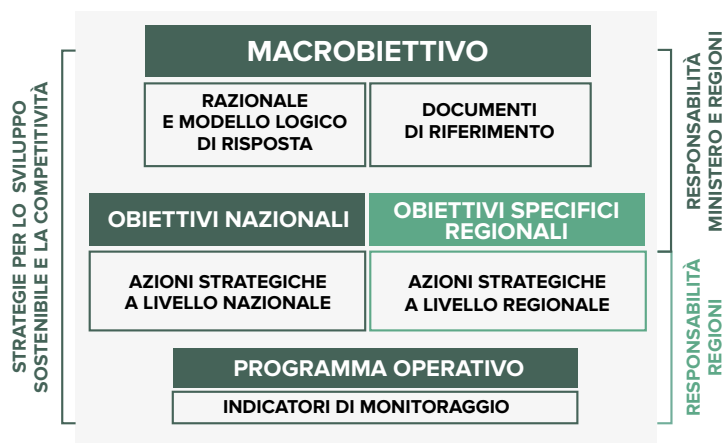 MACROBIETTIVO
RAZIONALE
E MODELLO LOGICO
DI RISPOSTA
DOCUMENTI
DI RIFERIMENTO
OBIETTIVI NAZIONALI
OBIETTIVI SPECIFICI
REGIONALI
AZIONI STRATEGICHE
A LIVELLO NAZIONALE
AZIONI STRATEGICHE
A LIVELLO REGIONALE
PROGRAMMA OPERATIVO
INDICATORI DI MONITORAGGIO
STRATEGIE PER LO SVILUPPO
SOSTENIBILE E LA COMPETITIVITÀ
RESPONSABILITÀ
MINISTERO E REGIONI
RESPONSABILITÀ
REGIONI